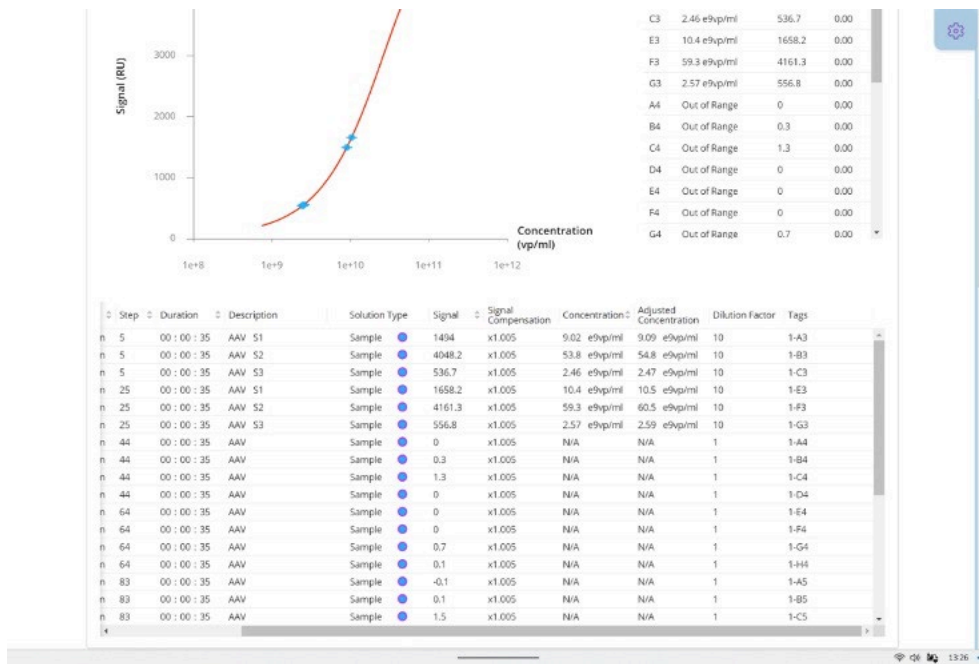 C3 2.46 e9vp/ml 536.7 0.00
E3 10.4 e9vp/ml 1658.2 0.00
F3 59.3 e9vp/ml 4161.3 0.00
G3 2.57 e9vp/ml 556.8 0.00
A4 Out of Range 0 0.00
B4 Out of Range 0.3 0.00
C4 Out of Range 1.3 0.00
D4 Out of Range 0 0.00
E4 Out of Range 0 0.00
F4 Out of Range 0 0.00
G4 Out of Range 0.7 0.00
Signal (RU)
3000
2000
1000
0
1e+8 1e+9 1e+10 1e+11 1e+12
Concentration
(vp/ml)
Step Duration Description Solution Type Signal Signal Compensation Concentration Adjusted Concentration Dilution Factor Tags
n 5 00 : 00 : 35 AAV S1 Sample 1494 x1.005 9.02 e9vp/ml 9.09 e9vp/ml 10 1-A3
n 5 00 : 00 : 35 AAV S2 Sample 4048.2 x1.005 53.8 e9vp/ml 54.8 e9vp/ml 10 1-B3
n 5 00 : 00 : 35 AAV S3 Sample 536.7 x1.005 2.46 e9vp/ml 2.47 e9vp/ml 10 1-C3
n 25 00 : 00 : 35 AAV S1 Sample 1658.2 x1.005 10.4 e9vp/ml 10.5 e9vp/ml 10 1-E3
n 25 00 : 00 : 35 AAV S2 Sample 4161.3 x1.005 59.3 e9vp/ml 60.5 e9vp/ml 10 1-F3
n 25 00 : 00 : 35 AAV S3 Sample 556.8 x1.005 2.57 e9vp/ml 2.59 e9vp/ml 10 1-G3
n 44 00 : 00 : 35 AAV Sample 0 x1.005 N/A N/A 1 1-A4
n 44 00 : 00 : 35 AAV Sample 0.3 x1.005 N/A N/A 1 1-B4
n 44 00 : 00 : 35 AAV Sample 1.3 x1.005 N/A N/A 1 1-C4
n 44 00 : 00 : 35 AAV Sample 0 x1.005 N/A N/A 1 1-D4
n 64 00 : 00 : 35 AAV Sample 0 x1.005 N/A N/A 1 1-E4
n 64 00 : 00 : 35 AAV Sample 0 x1.005 N/A N/A 1 1-F4
n 64 00 : 00 : 35 AAV Sample 0.7 x1.005 N/A N/A 1 1-G4
n 64 00 : 00 : 35 AAV Sample 0.1 x1.005 N/A N/A 1 1-H4
n 83 00 : 00 : 35 AAV Sample -0.1 x1.005 N/A N/A 1 1-A5
n 83 00 : 00 : 35 AAV Sample 0.1 x1.005 N/A N/A 1 1-B5
n 83 00 : 00 : 35 AAV Sample 1.5 x1.005 N/A N/A 1 1-C5
13:26